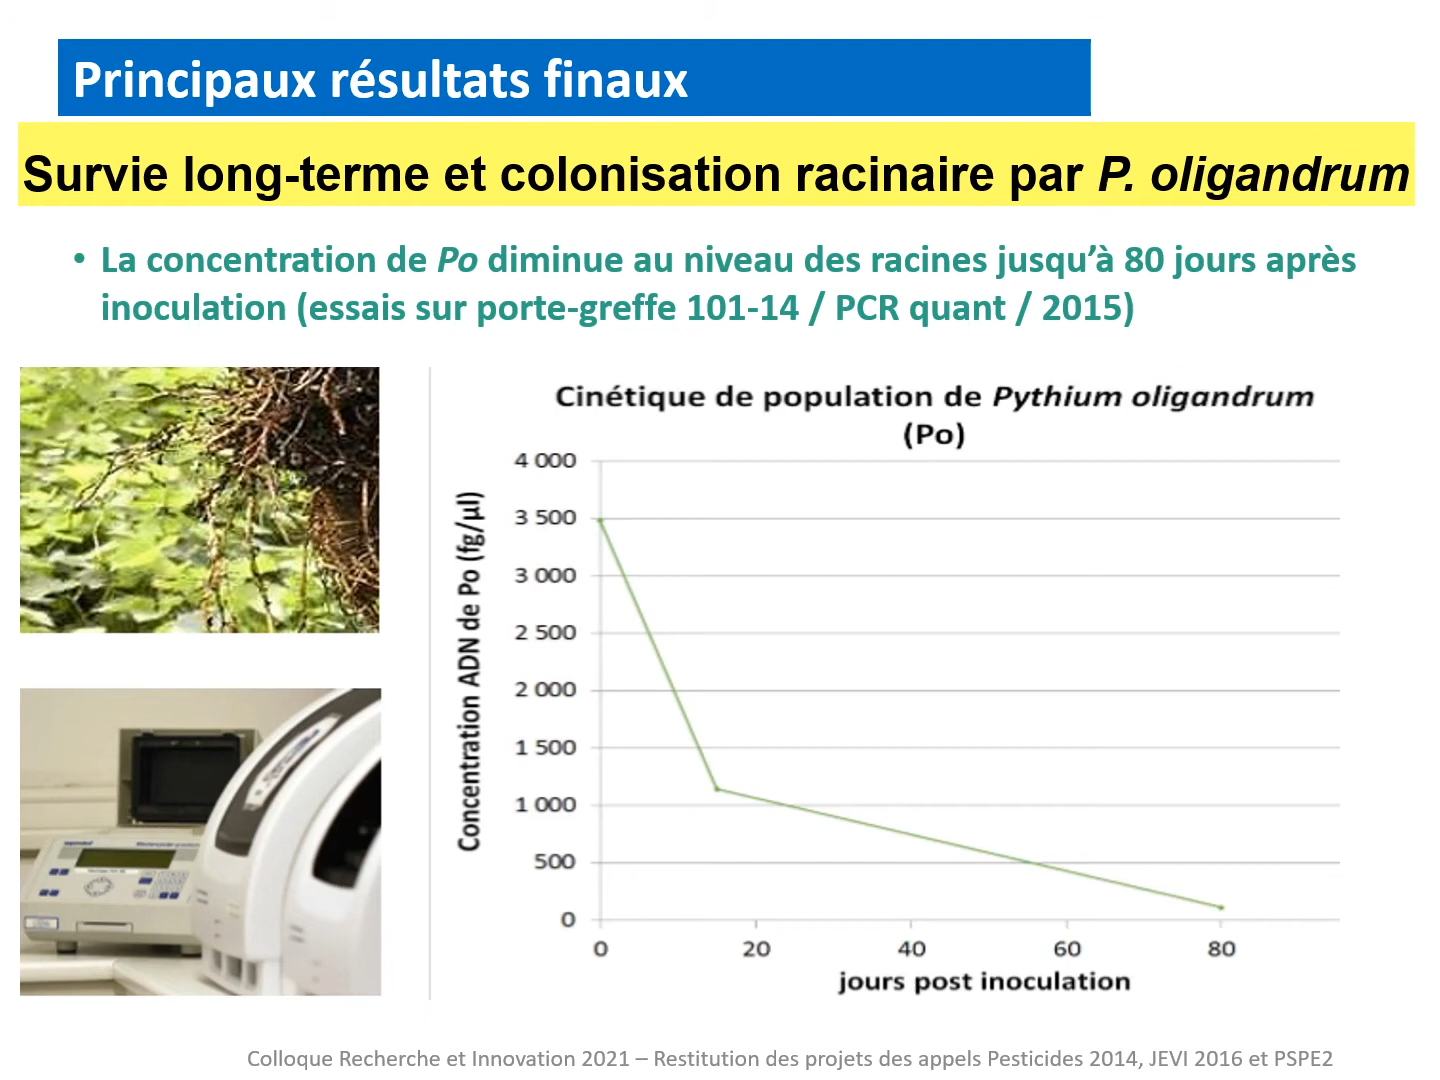 Principaux résultats finaux
Survie long-terme et colonisation racinaire par P. oligandrum
• La concentration de Po diminue au niveau des racines jusqu'à 80 jours après
inoculation (essais sur porte-greffe 101-14 / PCR quant / 2015)
Cinétique de population de Pythium oligandrum
(Po)
Concentration ADN de Po (fg/µl)
4 000
3 500
3 000
2 500
2 000
1 500
1 000
500
0
0 20 40 60 80
jours post inoculation
Colloque Recherche et Innovation 2021 – Restitution des projets des appels Pesticides 2014, JEVI 2016 et PSPE2